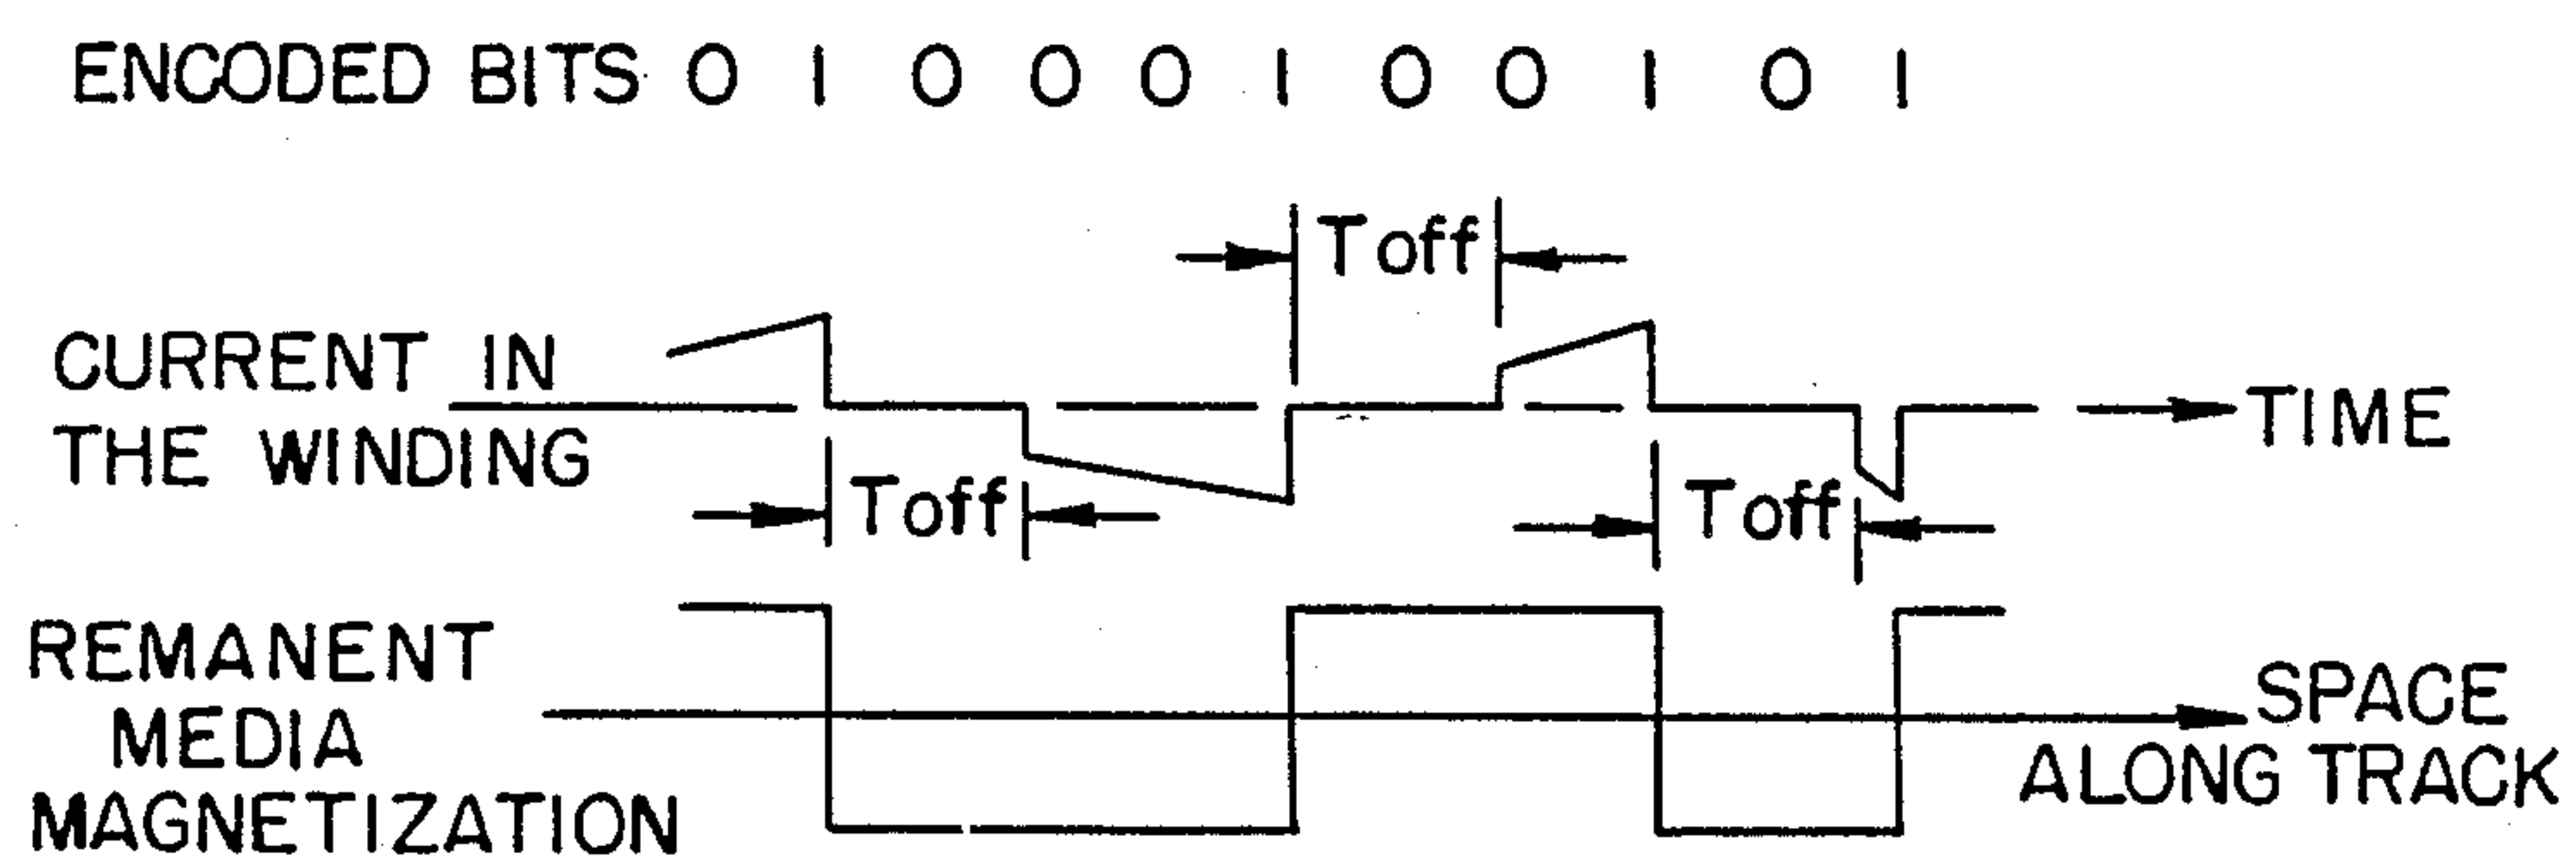 ENCODED BITS 0 1 0 0 0 1 0 0 1 0 1
Toff
CURRENT IN
THE WINDING
TIME
Toff
Toff
REMANENT
MEDIA
MAGNETIZATION
SPACE
ALONG TRACK